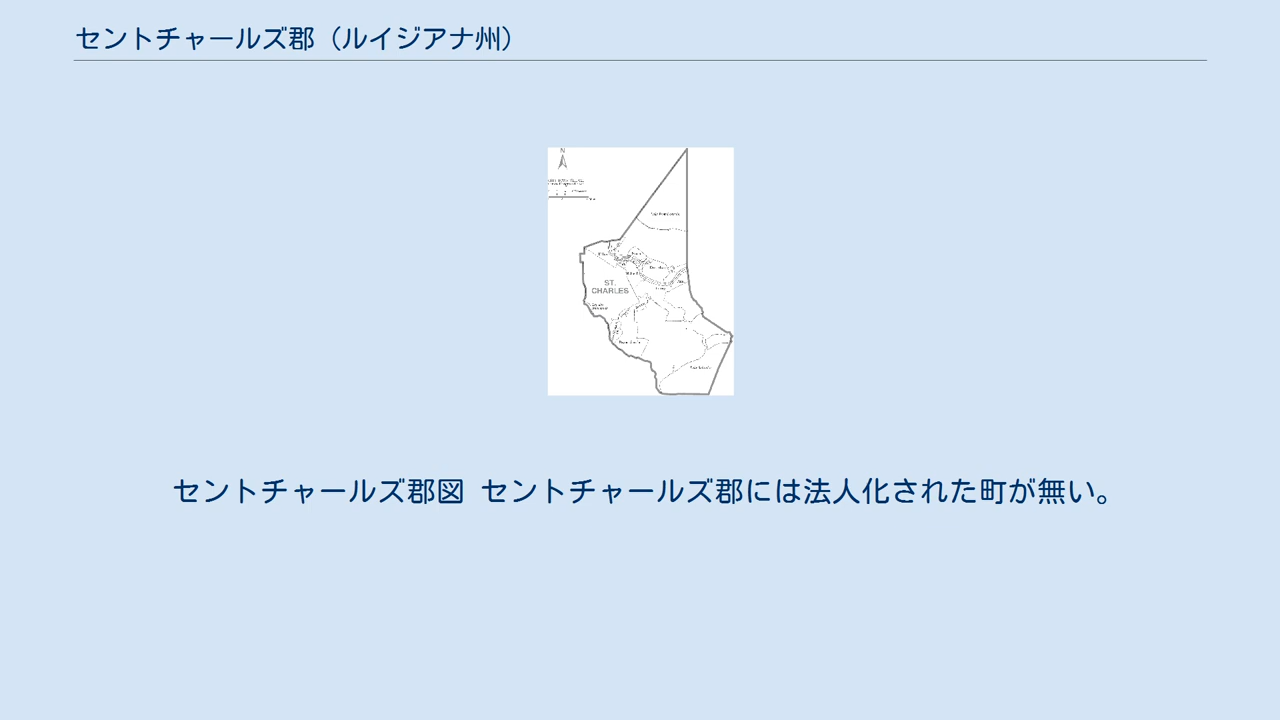 セントチャールズ郡（ルイジアナ州）
N
ST.
CHARLES
セントチャールズ郡図 セントチャールズ郡には法人化された町が無い。